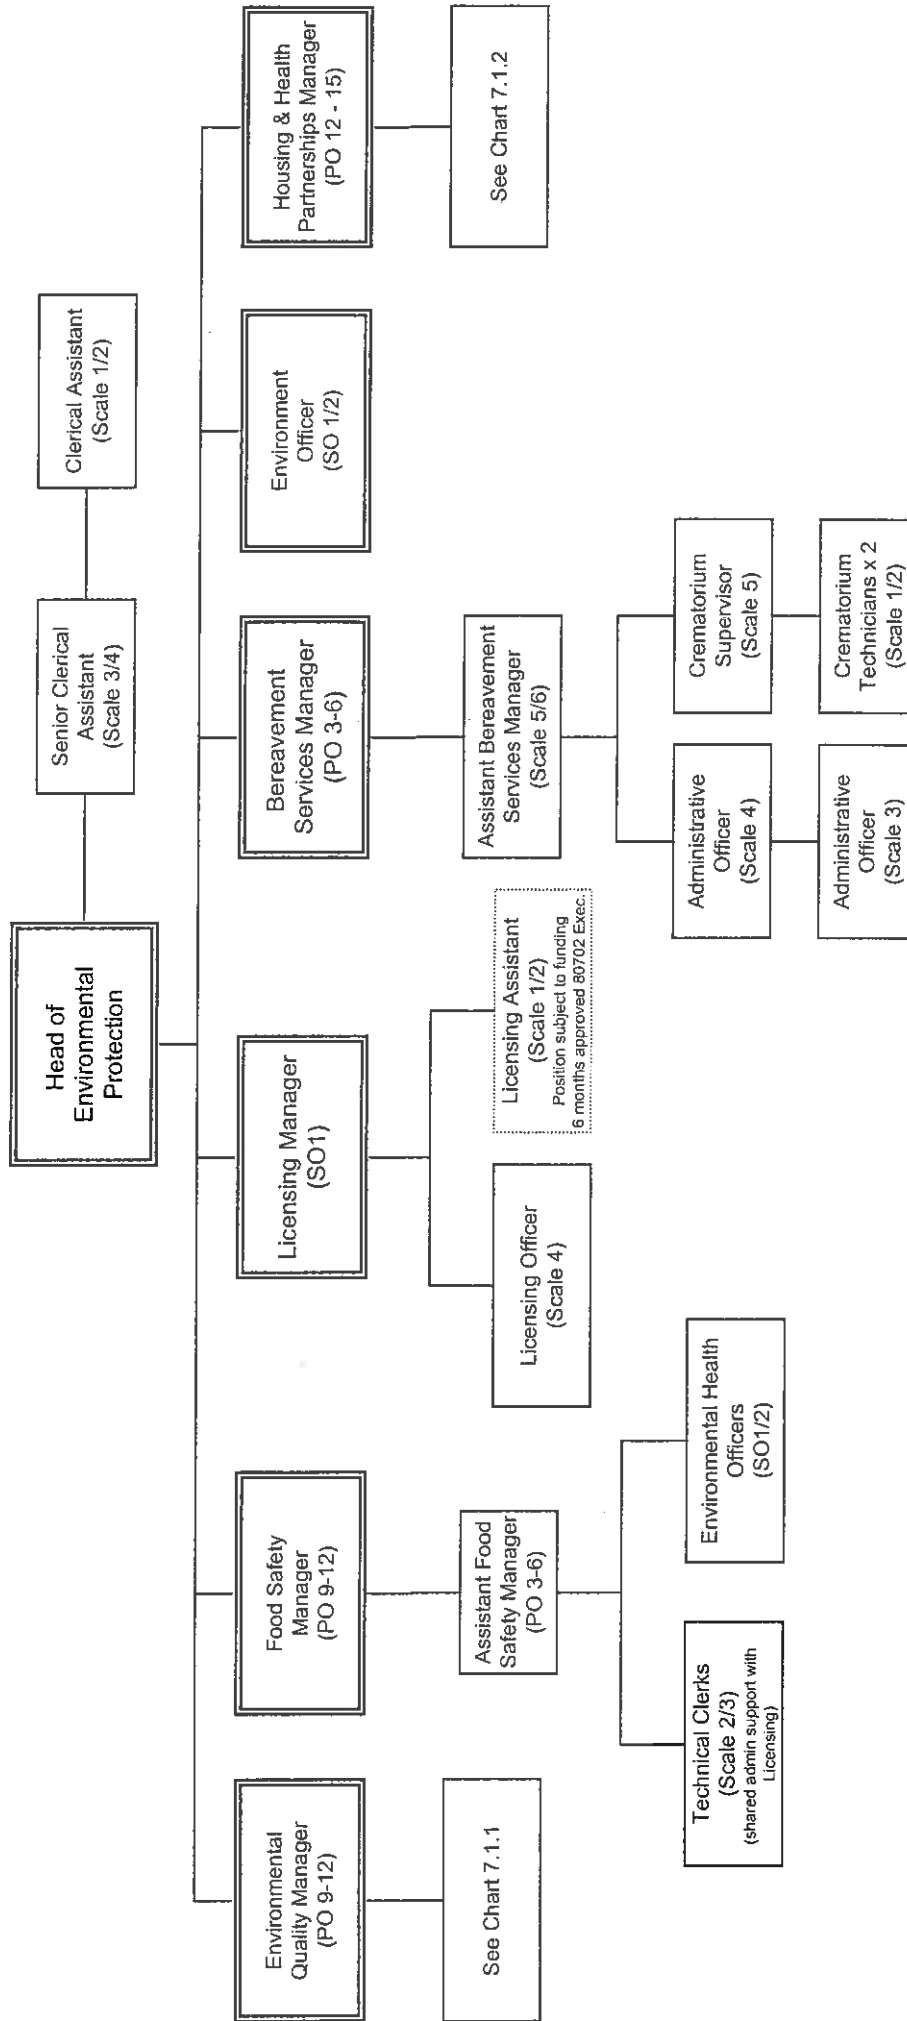 Head of
Environmental
Protection
Senior Clerical
Assistant
(Scale 3/4)
Clerical Assistant
(Scale 1/2)
Environmental
Quality Manager
(PO 9-12)
Food Safety
Manager
(PO 9-12)
Licensing Manager
(SO1)
Bereavement
Services Manager
(PO 3-6)
Environment
Officer
(SO 1/2)
Housing & Health
Partnerships Manager
(PO 12 - 15)
See Chart 7.1.1
Assistant Food
Safety Manager
(PO 3-6)
Licensing Officer
(Scale 4)
Licensing Assistant
(Scale 1/2)
Position subject to funding
6 months approved 80702 Exec.
Assistant Bereavement
Services Manager
(Scale 5/6)
See Chart 7.1.2
Technical Clerks
(Scale 2/3)
(shared admin support with
Licensing)
Environmental Health
Officers
(SO1/2)
Administrative
Officer
(Scale 4)
Crematorium
Supervisor
(Scale 5)
Administrative
Officer
(Scale 3)
Crematorium
Technicians x 2
(Scale 1/2)